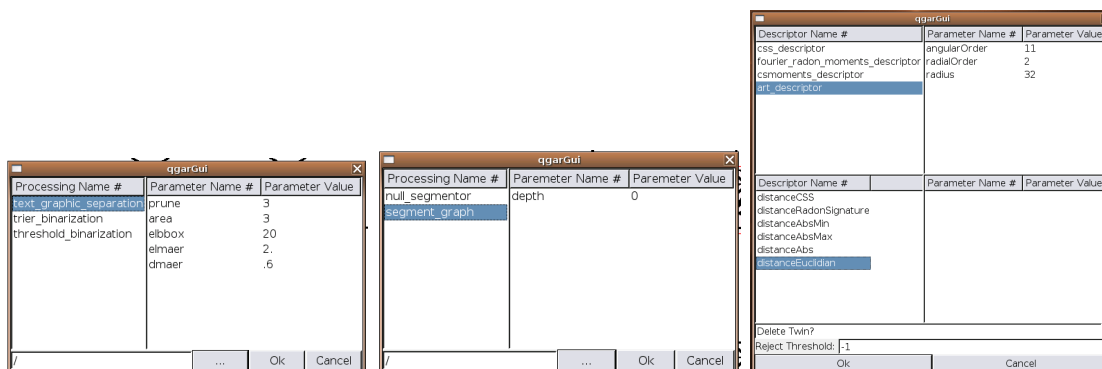 qgarGui
Processing Name # Parameter Name # Parameter Value
text_graphic_separation prune 3
trier_binarization area 3
threshold_binarization elbbox 20
elmaer 2.
dmaer .6
/ ... Ok Cancel
qgarGui
Processing Name # Paremeter Name # Paremeter Value
null_segmentor depth 0
segment_graph
/ ... Ok Cancel
qgarGui
Descriptor Name # Parameter Name # Parameter Value
css_descriptor angularOrder 11
fourier_radon_moments_descriptor radialOrder 2
csmoments_descriptor radius 32
art_descriptor
Descriptor Name # Parameter Name # Parameter Value
distanceCSS
distanceRadonSignature
distanceAbsMin
distanceAbsMax
distanceAbs
distanceEuclidian
Delete Twin?
Reject Threshold: -1
Ok Cancel